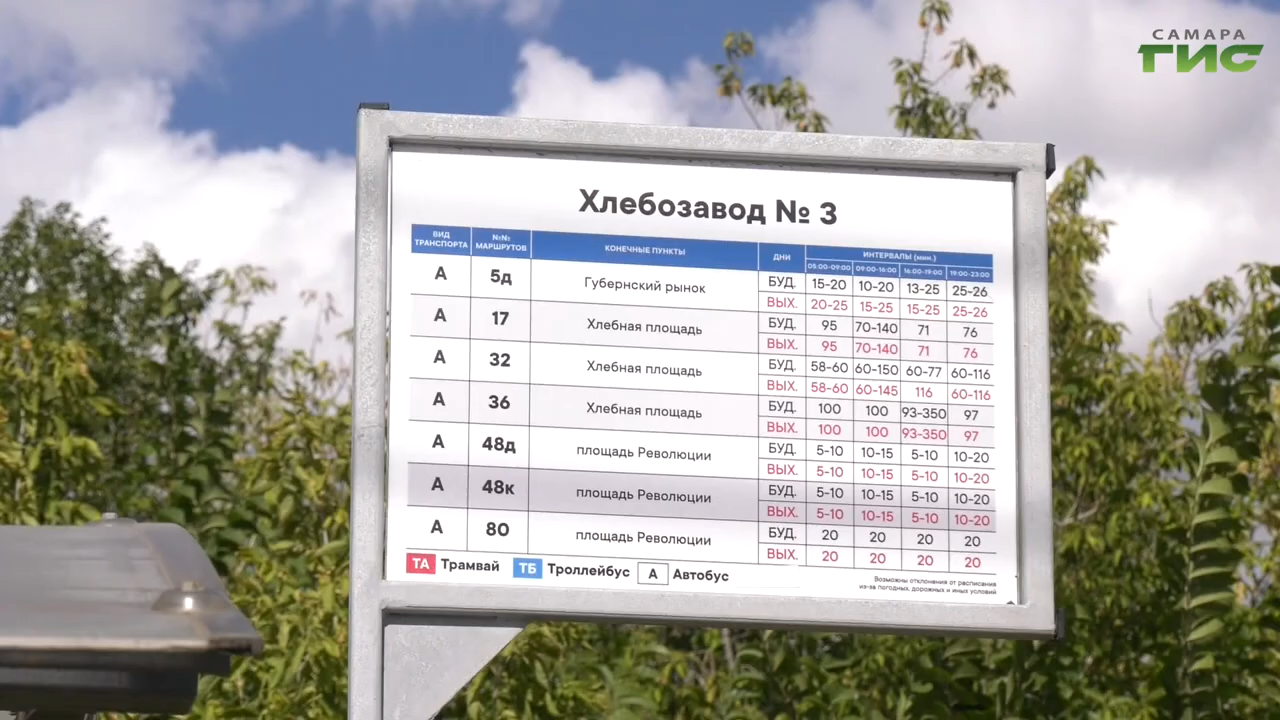 САМАРА
ГИС
Хлебозавод № 3
ВИД ТРАНСПОРТА №№ МАРШРУТОВ КОНЕЧНЫЕ ПУНКТЫ ДНИ ИНТЕРВАЛЫ (мин.)
05:00-09:00 09:00-16:00 16:00-19:00 19:00-23:00
А 5д Губернский рынок БУД. 15-20 10-20 13-25 25-26
ВЫХ. 20-25 15-25 15-25 25-26
А 17 Хлебная площадь БУД. 95 70-140 71 76
ВЫХ. 95 70-140 71 76
А 32 Хлебная площадь БУД. 58-60 60-150 60-77 60-116
ВЫХ. 58-60 60-145 116 60-116
А 36 Хлебная площадь БУД. 100 100 93-350 97
ВЫХ. 100 100 93-350 97
А 48д площадь Революции БУД. 5-10 10-15 5-10 10-20
ВЫХ. 5-10 10-15 5-10 10-20
А 48к площадь Революции БУД. 5-10 10-15 5-10 10-20
ВЫХ. 5-10 10-15 5-10 10-20
А 80 площадь Революции БУД. 20 20 20 20
ВЫХ. 20 20 20 20
ТА Трамвай ТБ Троллейбус А Автобус
Возможны отклонения от расписания
из-за погодных, дорожных и иных условий